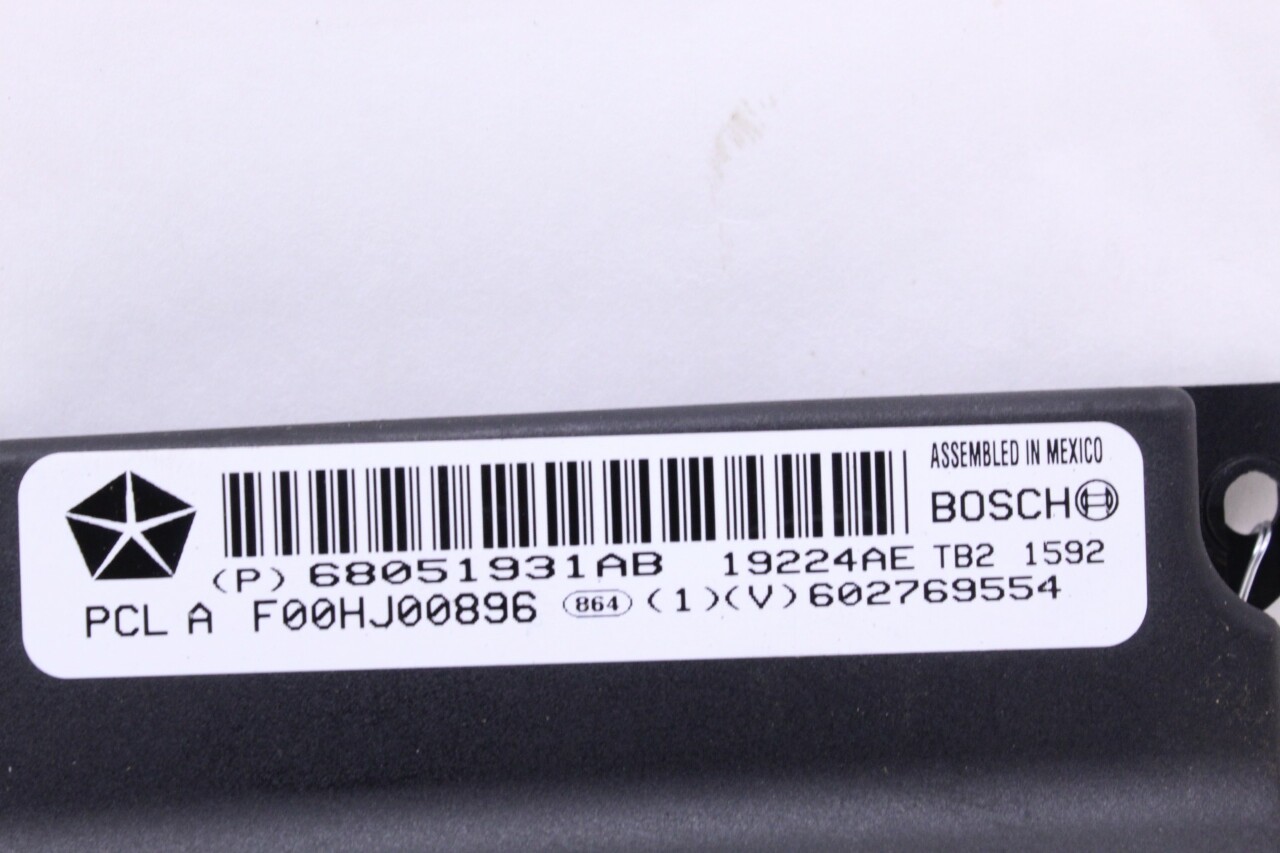 ASSEMBLED IN MEXICO
BOSCH
(P) 68051931AB 19224AE TB2 1592
PCL A F00HJ00896 864 (1)(V)602769554